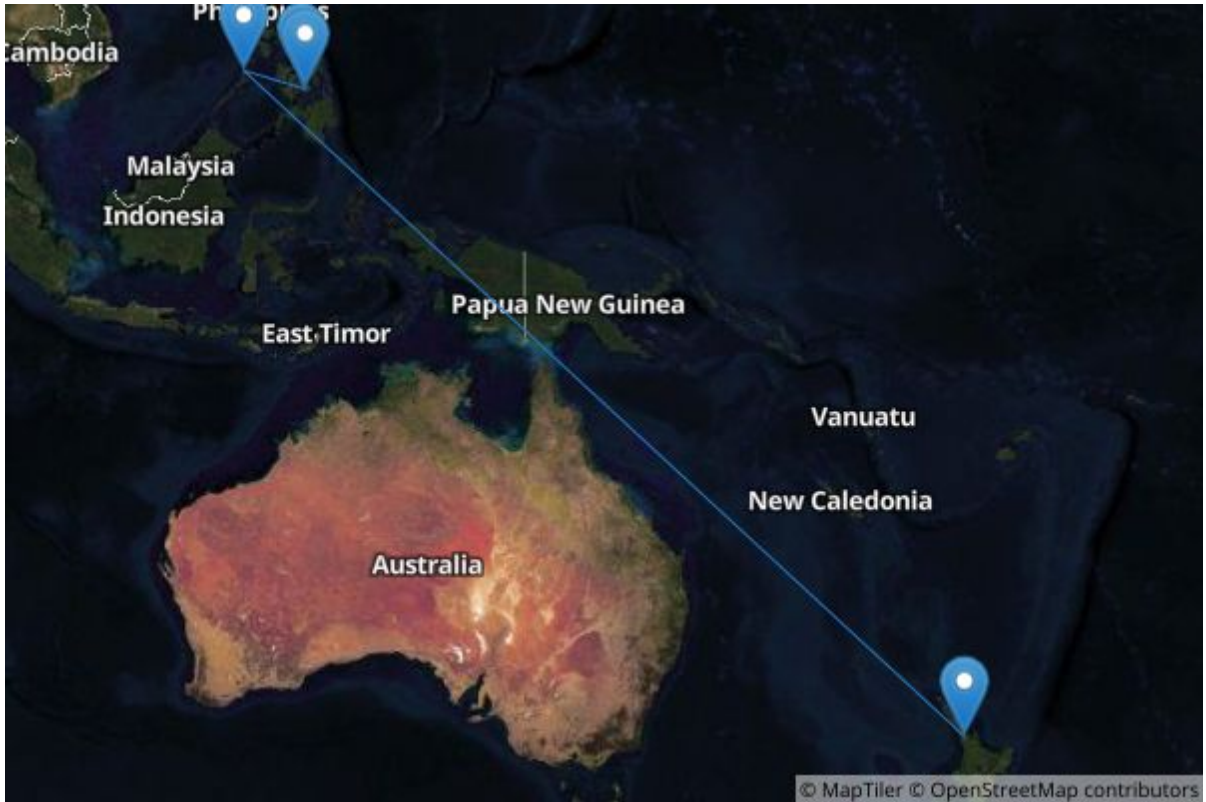 Cambodia
Malaysia
Indonesia
Papua New Guinea
East Timor
Vanuatu
New Caledonia
Australia
© MapTiler © OpenStreetMap contributors